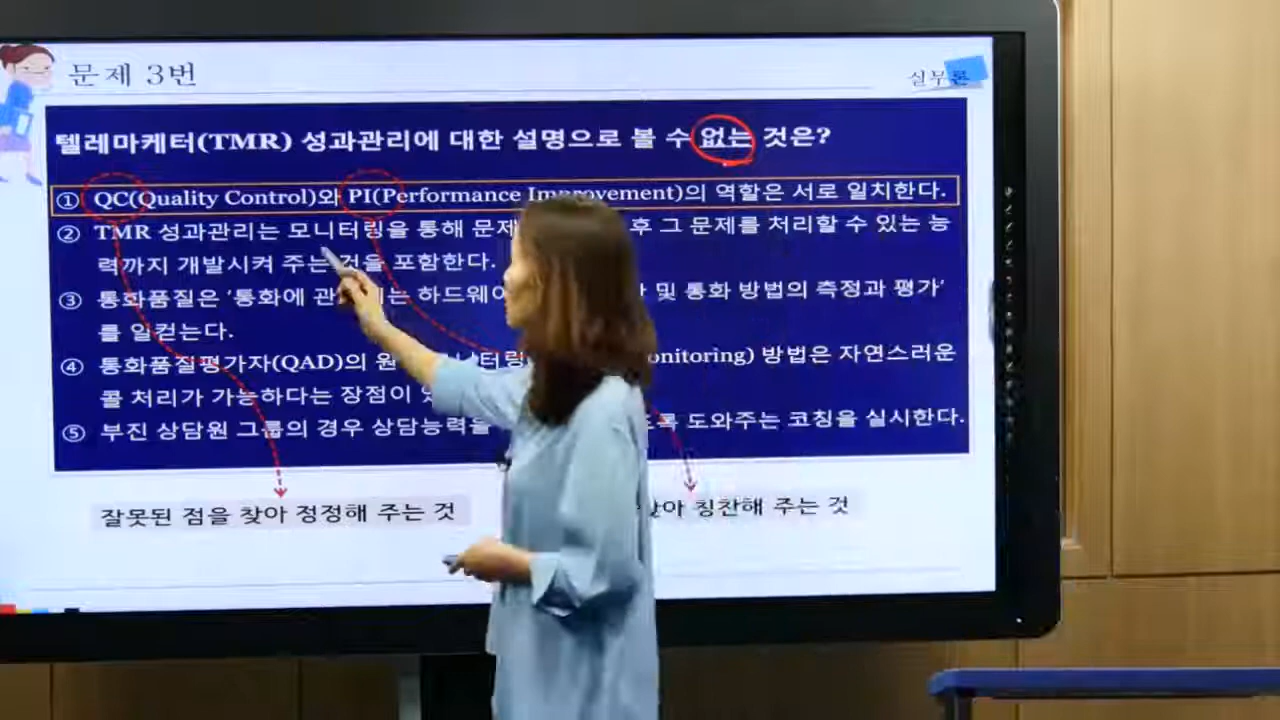 문제 3번
실무론
텔레마케터(TMR) 성과관리에 대한 설명으로 볼 수 없는 것은?
① QC(Quality Control)와 PI(Performance Improvement)의 역할은 서로 일치한다.
② TMR 성과관리는 모니터링을 통해 문제 후 그 문제를 처리할 수 있는 능
력까지 개발시켜 주는 것을 포함한다.
③ 통화품질은 '통화에 는 하드웨어 및 통화 방법의 측정과 평가'
를 일컫는다.
④ 통화품질평가자(QAD)의 방법은 자연스러운
콜 처리가 가능하다는 장점이
⑤ 부진 상담원 그룹의 경우 상담능력을 도와주는 코칭을 실시한다.
잘못된 점을 찾아 정정해 주는 것 찾아 칭찬해 주는 것